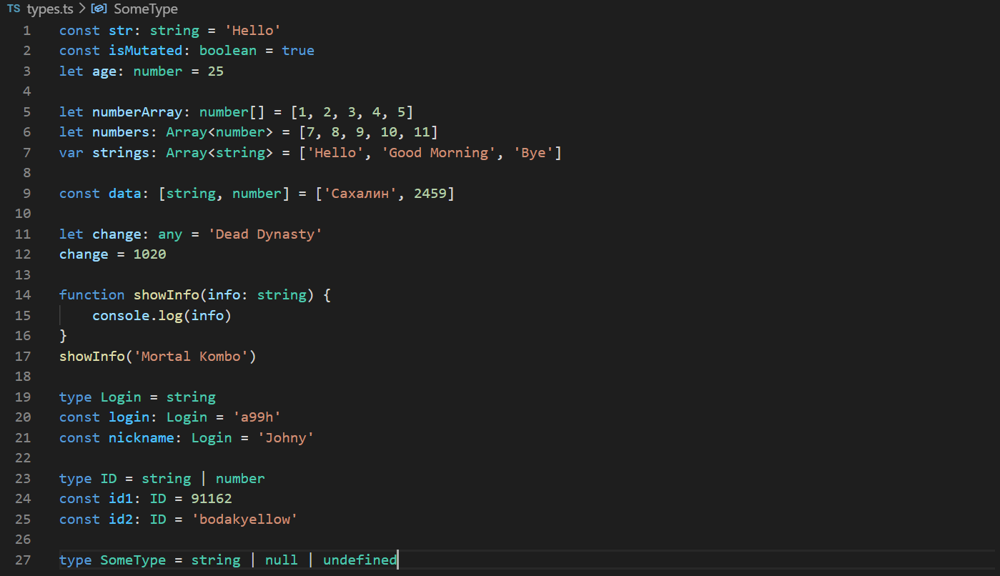 TS types.ts > SomeType
1 const str: string = 'Hello'
2 const isMutated: boolean = true
3 let age: number = 25
4
5 let numberArray: number[] = [1, 2, 3, 4, 5]
6 let numbers: Array<number> = [7, 8, 9, 10, 11]
7 var strings: Array<string> = ['Hello', 'Good Morning', 'Bye']
8
9 const data: [string, number] = ['Сахалин', 2459]
10
11 let change: any = 'Dead Dynasty'
12 change = 1020
13
14 function showInfo(info: string) {
15     console.log(info)
16 }
17 showInfo('Mortal Kombo')
18
19 type Login = string
20 const login: Login = 'a99h'
21 const nickname: Login = 'Johny'
22
23 type ID = string | number
24 const id1: ID = 91162
25 const id2: ID = 'bodakyellow'
26
27 type SomeType = string | null | undefined